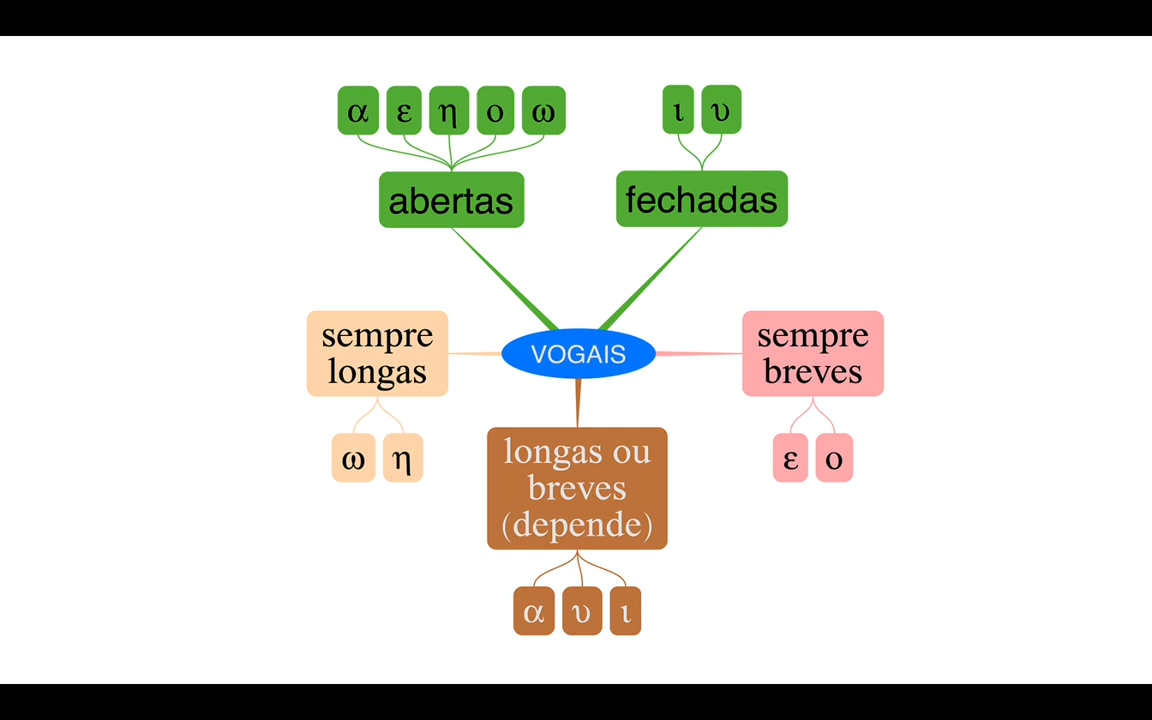 α ε η ο ω
ι υ
abertas
fechadas
sempre
longas
VOGAIS
sempre
breves
ω η
longas ou
breves
(depende)
ε ο
α υ ι